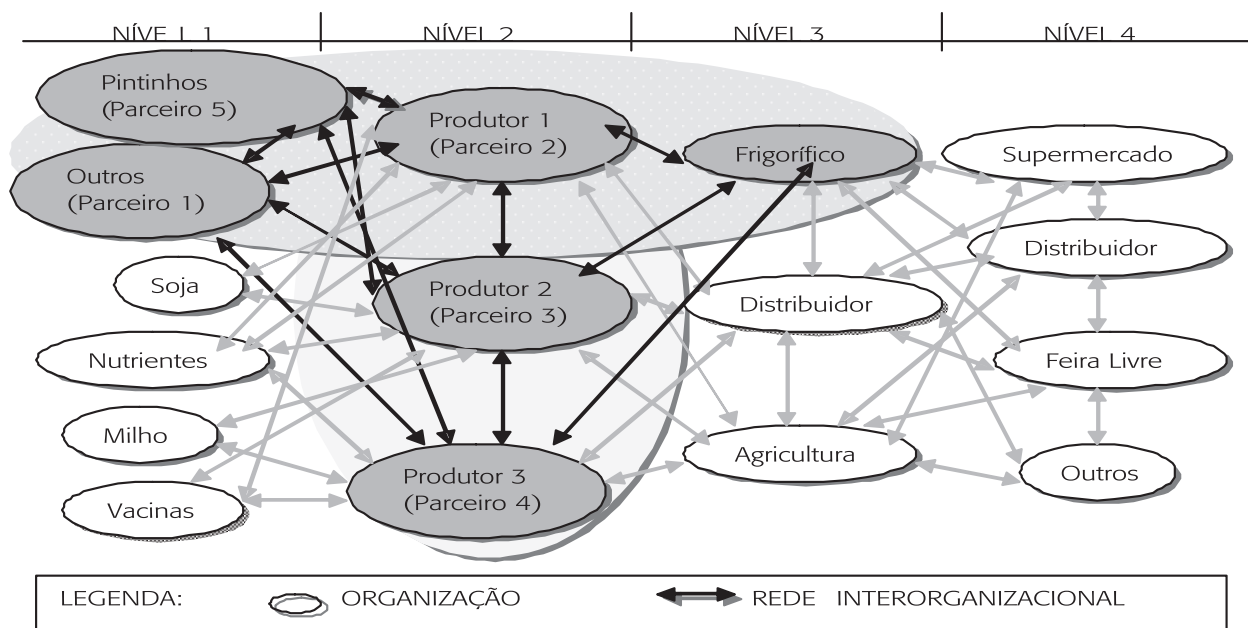 NÍVEL 1
NÍVEL 2
NÍVEL 3
NÍVEL 4
Pintinhos
(Parceiro 5)
Outros
(Parceiro 1)
Soja
Nutrientes
Milho
Vacinas
Produtor 1
(Parceiro 2)
Produtor 2
(Parceiro 3)
Produtor 3
(Parceiro 4)
Frigorífico
Distribuidor
Agricultura
Supermercado
Distribuidor
Feira Livre
Outros
LEGENDA:
ORGANIZAÇÃO
REDE INTERORGANIZACIONAL